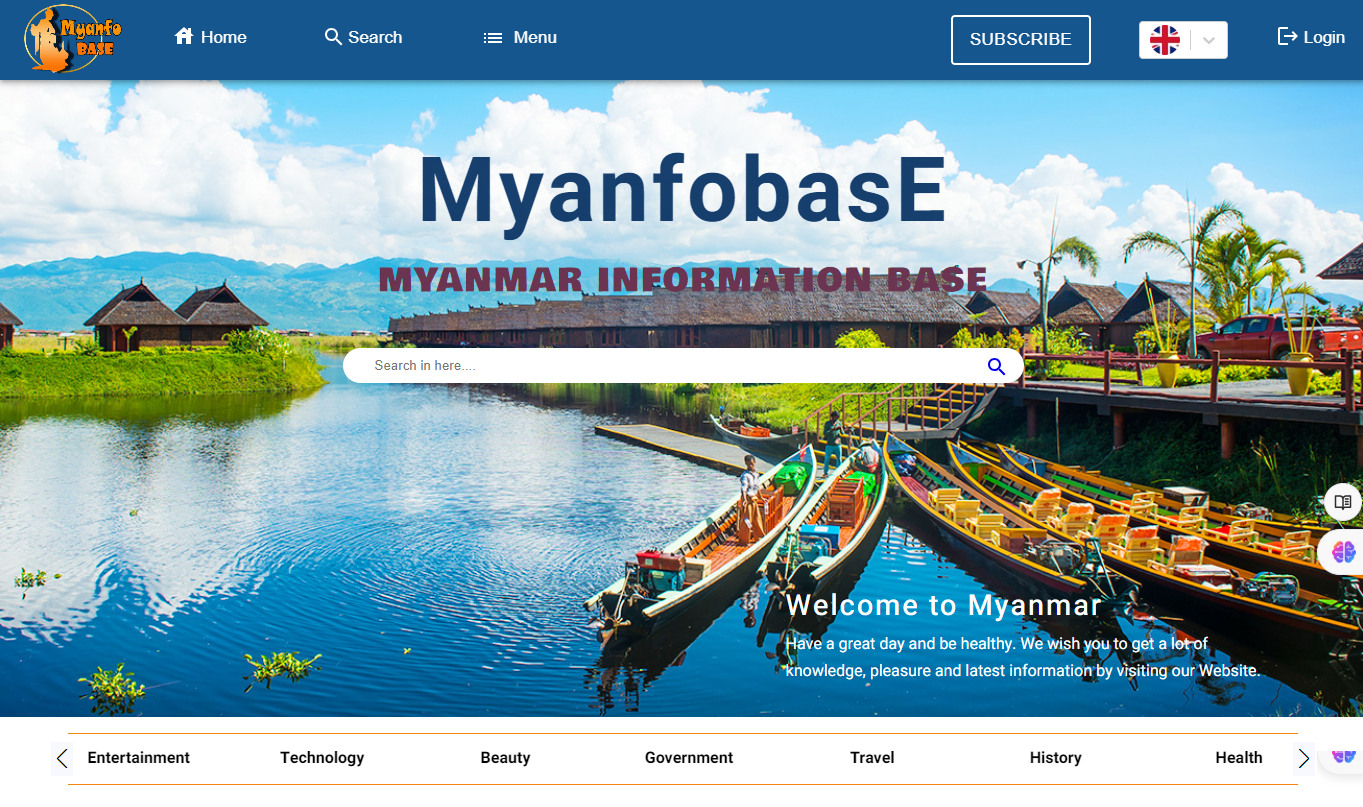 Myanfo
BASE
Home
Search
Menu
SUBSCRIBE
Login
MyanfobasE
MYANMAR INFORMATION BASE
Search in here....
Welcome to Myanmar
Have a great day and be healthy. We wish you to get a lot of
knowledge, pleasure and latest information by visiting our Website.
Entertainment
Technology
Beauty
Government
Travel
History
Health